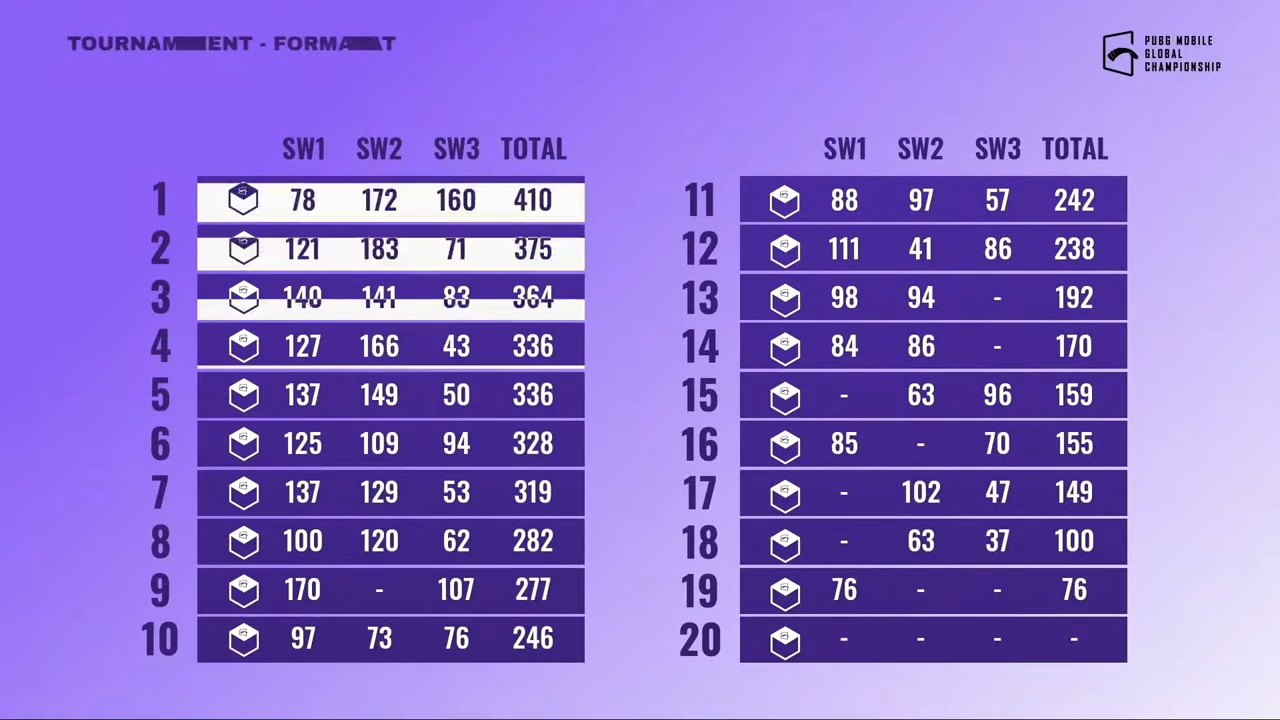 TOURNAMENT - FORMAT
PUBG MOBILE
GLOBAL
CHAMPIONSHIP
SW1 SW2 SW3 TOTAL
1 78 172 160 410
2 121 183 71 375
3 140 141 83 364
4 127 166 43 336
5 137 149 50 336
6 125 109 94 328
7 137 129 53 319
8 100 120 62 282
9 170 - 107 277
10 97 73 76 246
SW1 SW2 SW3 TOTAL
11 88 97 57 242
12 111 41 86 238
13 98 94 - 192
14 84 86 - 170
15 - 63 96 159
16 85 - 70 155
17 - 102 47 149
18 - 63 37 100
19 76 - - 76
20 - - - -